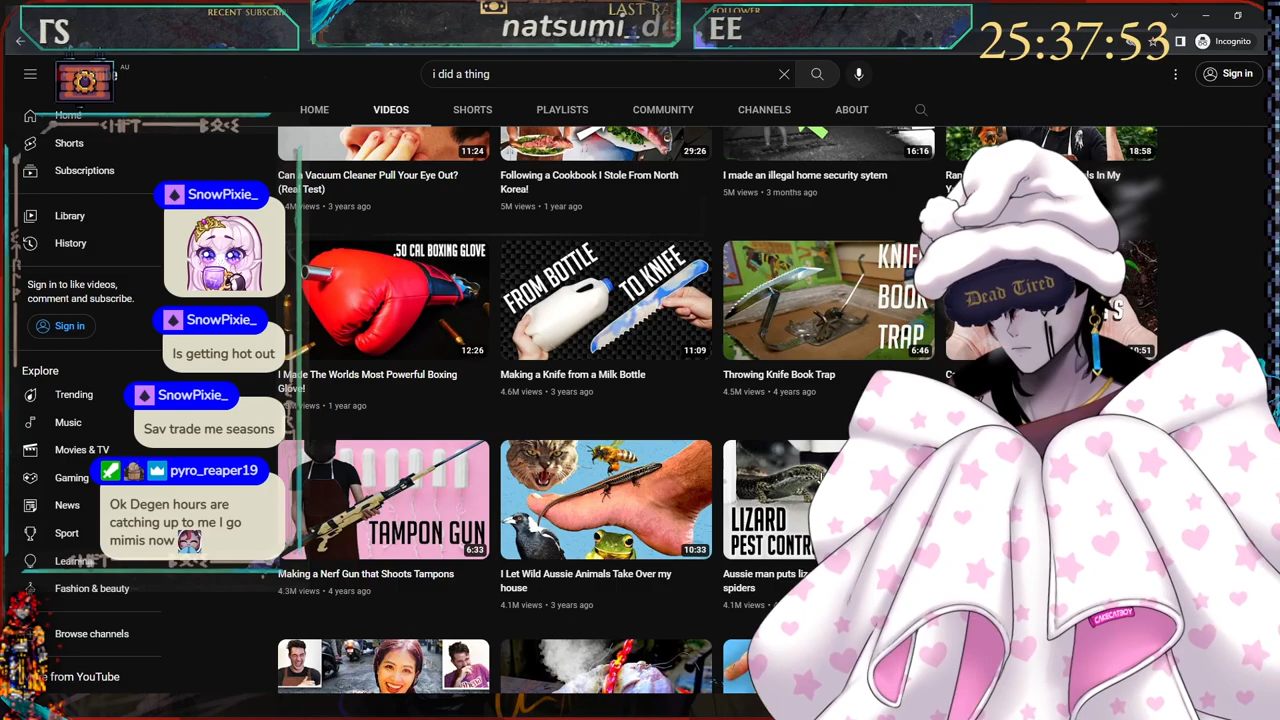 RECENT SUBSCRIB
LAST RA
FOLLOWER
natsumi_de
EE
25:37:53
Incognito
AU
i did a thing
Sign in
HOME
VIDEOS
SHORTS
PLAYLISTS
COMMUNITY
CHANNELS
ABOUT
Home
Shorts
Subscriptions
Library
History
Sign in to like videos,
comment and subscribe.
Sign in
Explore
Trending
Music
Movies & TV
Gaming
News
Sport
Learning
Fashion & beauty
Browse channels
from YouTube
SnowPixie_
SnowPixie_
Is getting hot out
SnowPixie_
Sav trade me seasons
pyro_reaper19
Ok Degen hours are
catching up to me I go
mimis now
11:24
Can a Vacuum Cleaner Pull Your Eye Out?
(Real Test)
4M views • 3 years ago
29:26
Following a Cookbook I Stole From North
Korea!
5M views • 1 year ago
16:16
I made an illegal home security sytem
5M views • 3 months ago
18:58
.50 CAL BOXING GLOVE
12:26
I Made The Worlds Most Powerful Boxing
Glove!
1 year ago
FROM BOTTLE
TO KNIFE
11:09
Making a Knife from a Milk Bottle
4.6M views • 3 years ago
KNIFE
BOOK
TRAP
6:46
Throwing Knife Book Trap
4.5M views • 4 years ago
10:51
TAMPON GUN
6:33
Making a Nerf Gun that Shoots Tampons
4.3M views • 4 years ago
10:33
I Let Wild Aussie Animals Take Over my
house
4.1M views • 3 years ago
LIZARD
PEST CONTR
Aussie man puts liz
spiders
4.1M views
Dead Tired
CAKECATBOY